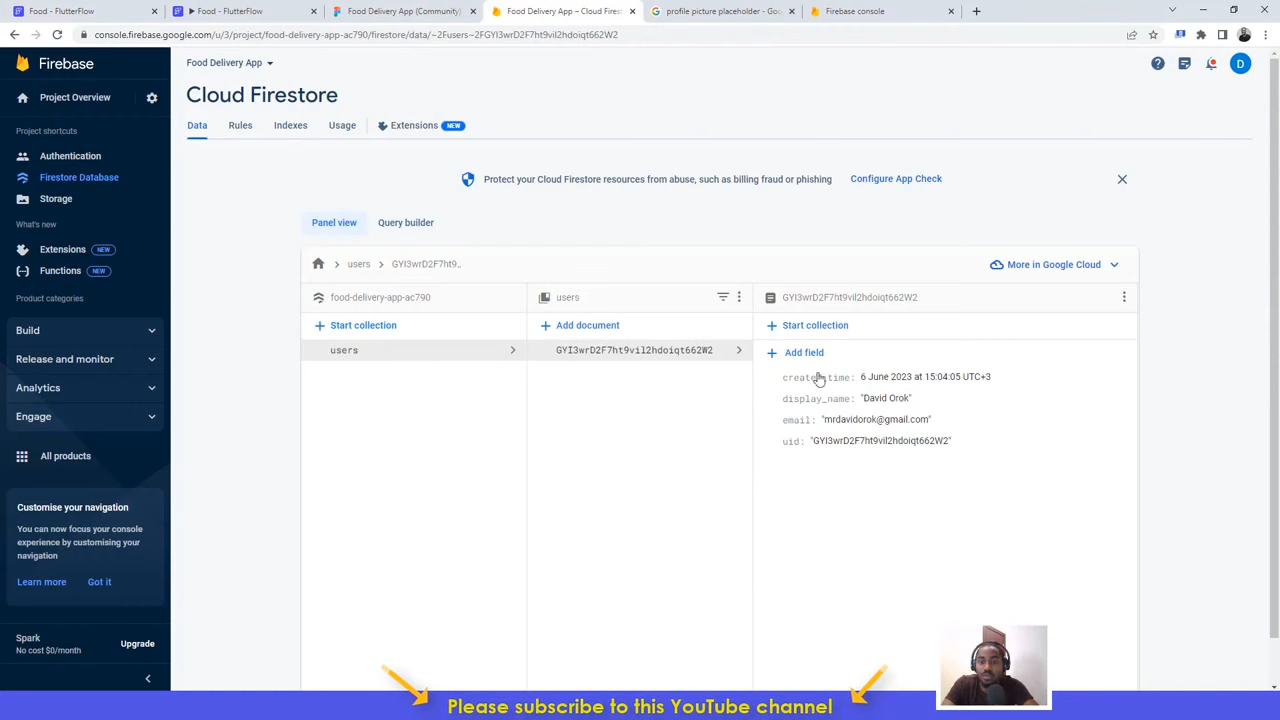 Food - FlutterFlow
Food - FlutterFlow
Food Delivery App (Community)
Food Delivery App – Cloud Firest
profile picture placeholder - Goo
Firebase console
console.firebase.google.com/u/3/project/food-delivery-app-ac790/firestore/data/~2Fusers~2FGYI3wrD2F7ht9vil2hdoiqt662W2
Firebase
Food Delivery App
D
Project Overview
Cloud Firestore
Data
Rules
Indexes
Usage
Extensions
NEW
Project shortcuts
Authentication
Firestore Database
Storage
What's new
Extensions NEW
Functions NEW
Product categories
Build
Release and monitor
Analytics
Engage
All products
Customise your navigation
You can now focus your console
experience by customising your
navigation
Learn more
Got it
Spark
No cost $0/month
Upgrade
Protect your Cloud Firestore resources from abuse, such as billing fraud or phishing
Configure App Check
Panel view
Query builder
users
GYI3wrD2F7ht9..
More in Google Cloud
food-delivery-app-ac790
users
GYI3wrD2F7ht9vil2hdoiqt662W2
Start collection
Add document
Start collection
users
GYI3wrD2F7ht9vil2hdoiqt662W2
Add field
created_time: 6 June 2023 at 15:04:05 UTC+3
display_name: "David Orok"
email: "mrdavidorok@gmail.com"
uid: "GYI3wrD2F7ht9vil2hdoiqt662W2"
Please subscribe to this YouTube channel